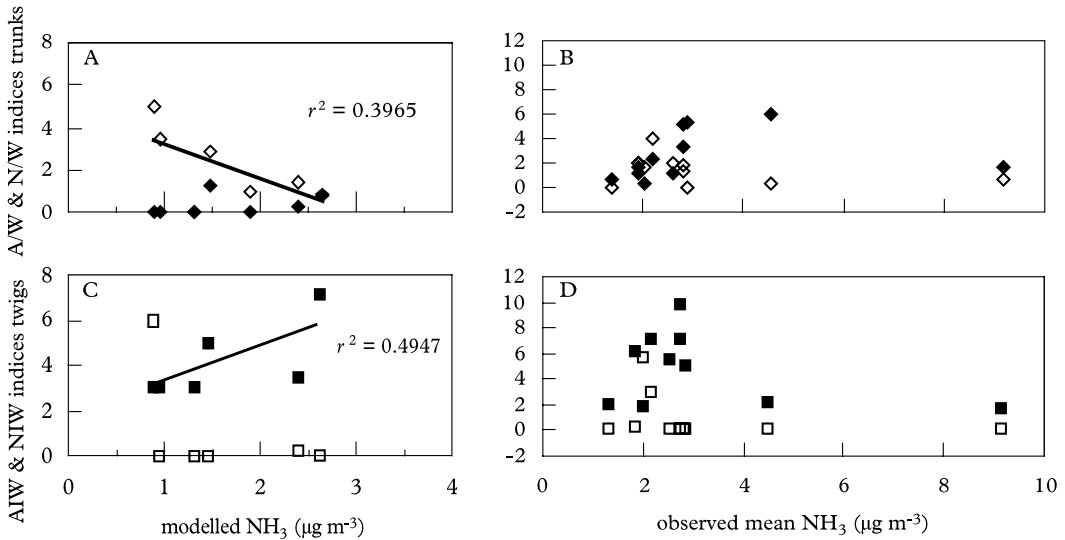 A/W & N/W indices trunks
8
6
4
2
0
A
r² = 0.3965
12
10
8
6
4
2
0
-2
B
AIW & NIW indices twigs
8
6
4
2
0
C
r² = 0.4947
0 1 2 3 4
modelled NH₃ (µg m⁻³)
12
10
8
6
4
2
0
-2
D
0 2 4 6 8 10
observed mean NH₃ (µg m⁻³)